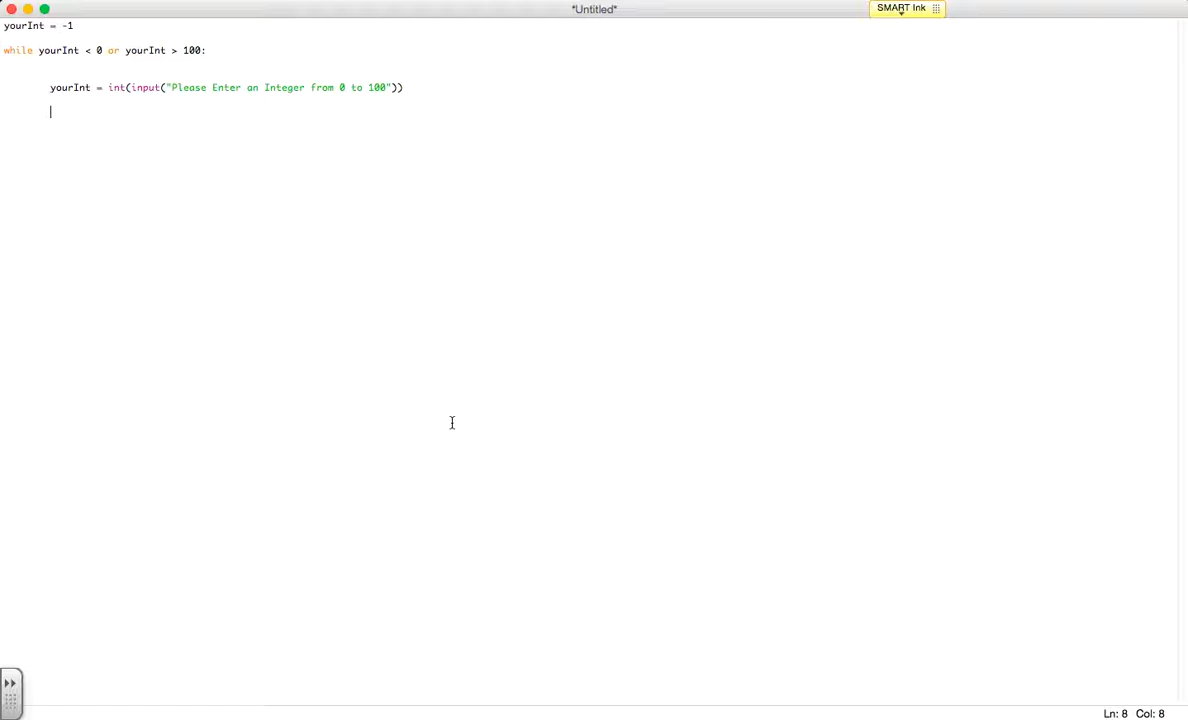 *Untitled*
SMART Ink
yourInt = -1
while yourInt < 0 or yourInt > 100:
yourInt = int(input("Please Enter an Integer from 0 to 100"))
Ln: 8 Col: 8